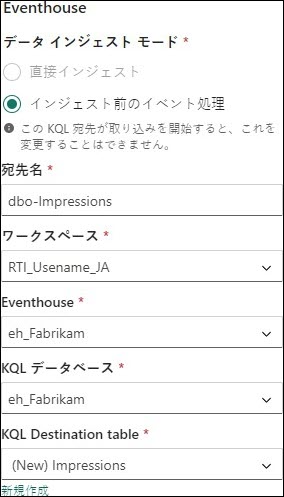 Eventhouse
データ インジェスト モード *
直接インジェスト
インジェスト前のイベント処理
この KQL 宛先が取り込みを開始すると、これを
変更することはできません。
宛先名 *
dbo-Impressions
ワークスペース *
RTI_Usename_JA
Eventhouse *
eh_Fabrikam
KQL データベース *
eh_Fabrikam
KQL Destination table *
(New) Impressions
新規作成